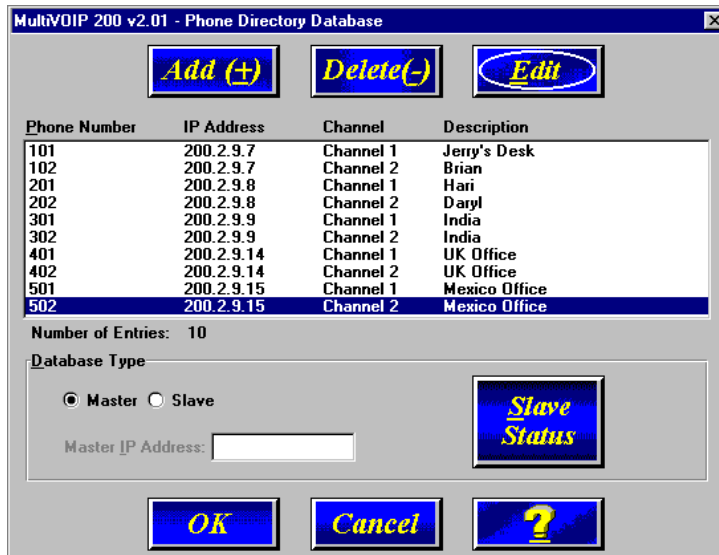 MultiVOIP 200 v2.01 - Phone Directory Database
Add (+) Delete(-) Edit
Phone Number IP Address Channel Description
101 200.2.9.7 Channel 1 Jerry's Desk
102 200.2.9.7 Channel 2 Brian
201 200.2.9.8 Channel 1 Hari
202 200.2.9.8 Channel 2 Daryl
301 200.2.9.9 Channel 1 India
302 200.2.9.9 Channel 2 India
401 200.2.9.14 Channel 1 UK Office
402 200.2.9.14 Channel 2 UK Office
501 200.2.9.15 Channel 1 Mexico Office
502 200.2.9.15 Channel 2 Mexico Office
Number of Entries: 10
Database Type
Master Slave
Master IP Address:
Slave
Status
OK Cancel ?